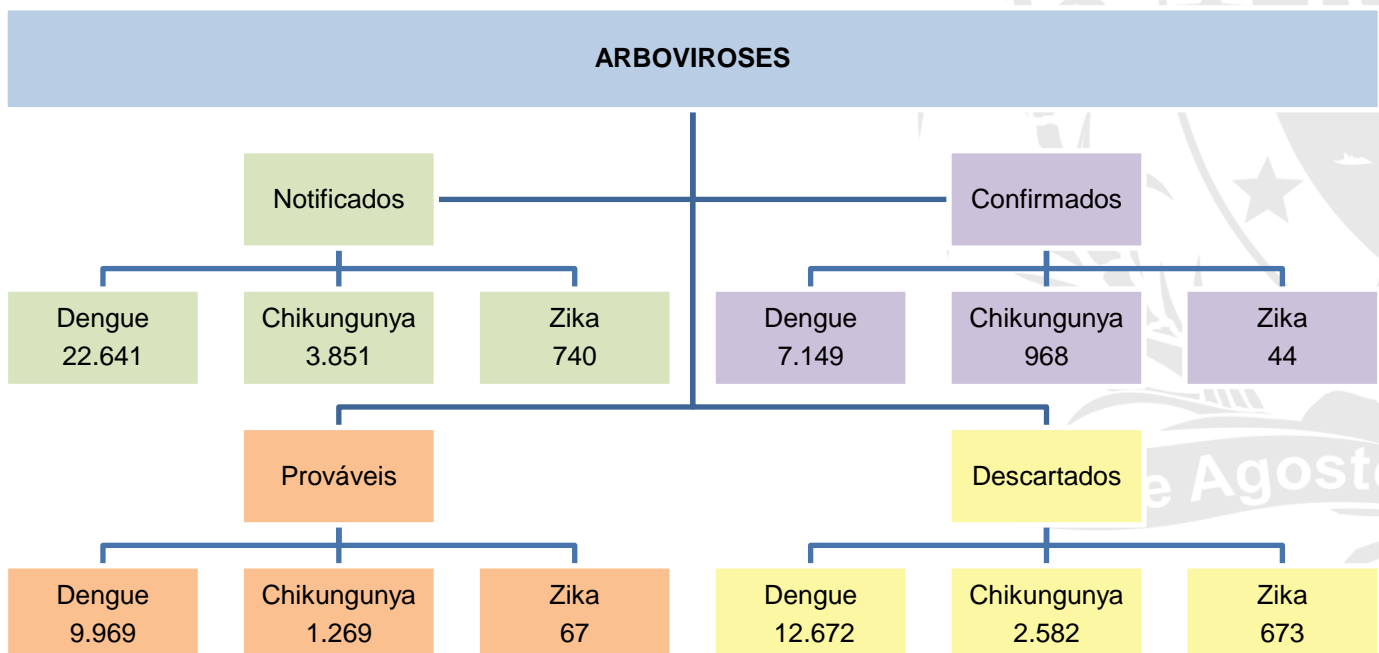 ARBOVIROSES
Notificados
Confirmados
Dengue
22.641
Chikungunya
3.851
Zika
740
Dengue
7.149
Chikungunya
968
Zika
44
Prováveis
Descartados
e Agosto
Dengue
9.969
Chikungunya
1.269
Zika
67
Dengue
12.672
Chikungunya
2.582
Zika
673